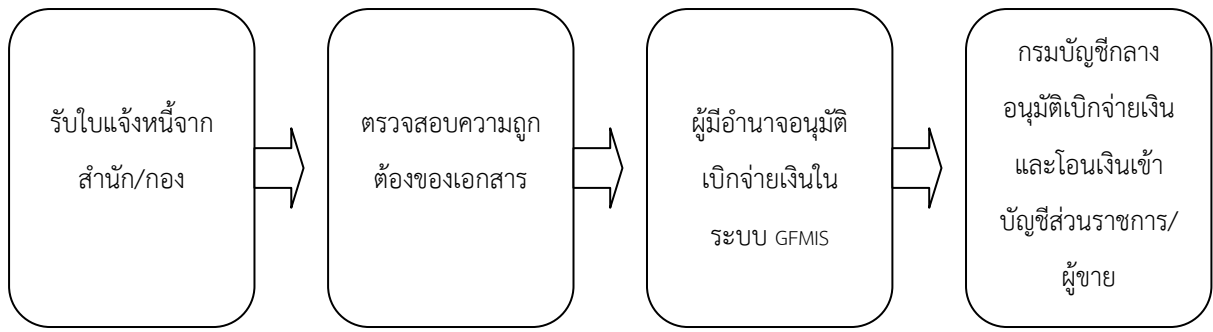 รับใบแจ้งหนี้จาก
สำนัก/กอง
ตรวจสอบความถูก
ต้องของเอกสาร
ผู้มีอำนาจอนุมัติ
เบิกจ่ายเงินใน
ระบบ GFMIS
กรมบัญชีกลาง
อนุมัติเบิกจ่ายเงิน
และโอนเงินเข้า
บัญชีส่วนราชการ/
ผู้ขาย